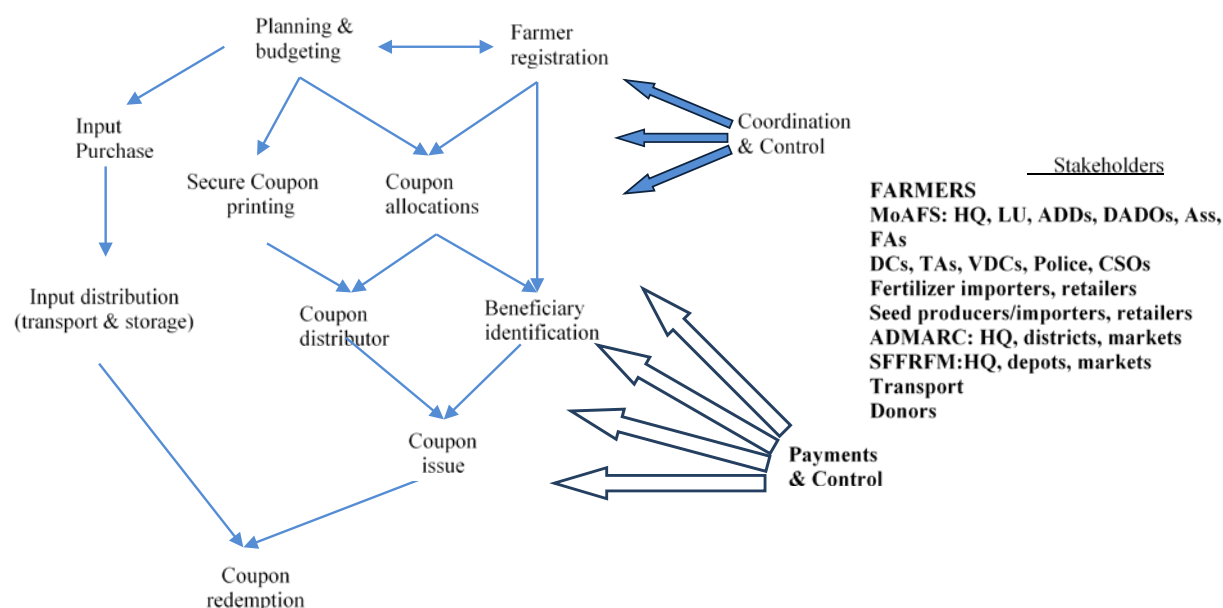 Planning &
budgeting
Farmer
registration
Input
Purchase
Coordination
& Control
Secure Coupon
printing
Coupon
allocations
Stakeholders
FARMERS
MoAFS: HQ, LU, ADDs, DADOs, Ass,
FAs
DCs, TAs, VDCs, Police, CSOs
Fertilizer importers, retailers
Seed producers/importers, retailers
ADMARC: HQ, districts, markets
SFFRFM:HQ, depots, markets
Transport
Donors
Input distribution
(transport & storage)
Coupon
distributor
Beneficiary
identification
Coupon
issue
Payments
& Control
Coupon
redemption